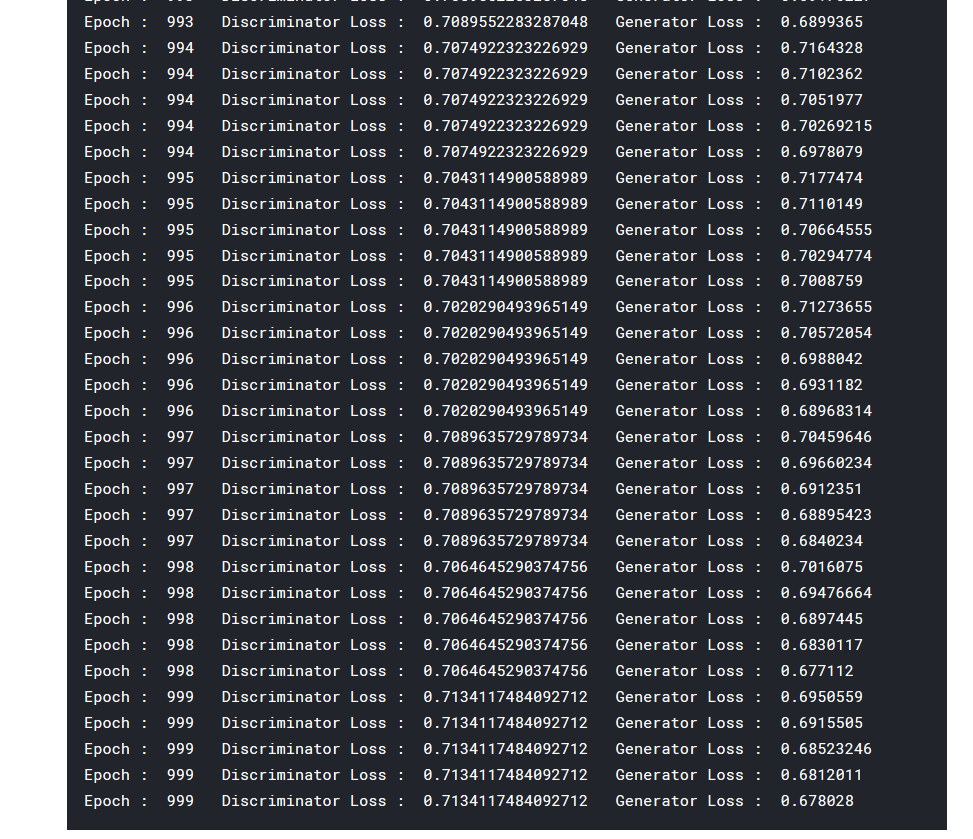 Epoch :  993   Discriminator Loss :  0.7089552283287048   Generator Loss :  0.6899365
Epoch :  994   Discriminator Loss :  0.7074922323226929   Generator Loss :  0.7164328
Epoch :  994   Discriminator Loss :  0.7074922323226929   Generator Loss :  0.7102362
Epoch :  994   Discriminator Loss :  0.7074922323226929   Generator Loss :  0.7051977
Epoch :  994   Discriminator Loss :  0.7074922323226929   Generator Loss :  0.70269215
Epoch :  994   Discriminator Loss :  0.7074922323226929   Generator Loss :  0.6978079
Epoch :  995   Discriminator Loss :  0.7043114900588989   Generator Loss :  0.7177474
Epoch :  995   Discriminator Loss :  0.7043114900588989   Generator Loss :  0.7110149
Epoch :  995   Discriminator Loss :  0.7043114900588989   Generator Loss :  0.70664555
Epoch :  995   Discriminator Loss :  0.7043114900588989   Generator Loss :  0.70294774
Epoch :  995   Discriminator Loss :  0.7043114900588989   Generator Loss :  0.7008759
Epoch :  996   Discriminator Loss :  0.7020290493965149   Generator Loss :  0.71273655
Epoch :  996   Discriminator Loss :  0.7020290493965149   Generator Loss :  0.70572054
Epoch :  996   Discriminator Loss :  0.7020290493965149   Generator Loss :  0.6988042
Epoch :  996   Discriminator Loss :  0.7020290493965149   Generator Loss :  0.6931182
Epoch :  996   Discriminator Loss :  0.7020290493965149   Generator Loss :  0.68968314
Epoch :  997   Discriminator Loss :  0.7089635729789734   Generator Loss :  0.70459646
Epoch :  997   Discriminator Loss :  0.7089635729789734   Generator Loss :  0.69660234
Epoch :  997   Discriminator Loss :  0.7089635729789734   Generator Loss :  0.6912351
Epoch :  997   Discriminator Loss :  0.7089635729789734   Generator Loss :  0.68895423
Epoch :  997   Discriminator Loss :  0.7089635729789734   Generator Loss :  0.6840234
Epoch :  998   Discriminator Loss :  0.7064645290374756   Generator Loss :  0.7016075
Epoch :  998   Discriminator Loss :  0.7064645290374756   Generator Loss :  0.69476664
Epoch :  998   Discriminator Loss :  0.7064645290374756   Generator Loss :  0.6897445
Epoch :  998   Discriminator Loss :  0.7064645290374756   Generator Loss :  0.6830117
Epoch :  998   Discriminator Loss :  0.7064645290374756   Generator Loss :  0.677112
Epoch :  999   Discriminator Loss :  0.7134117484092712   Generator Loss :  0.6950559
Epoch :  999   Discriminator Loss :  0.7134117484092712   Generator Loss :  0.6915505
Epoch :  999   Discriminator Loss :  0.7134117484092712   Generator Loss :  0.68523246
Epoch :  999   Discriminator Loss :  0.7134117484092712   Generator Loss :  0.6812011
Epoch :  999   Discriminator Loss :  0.7134117484092712   Generator Loss :  0.678028